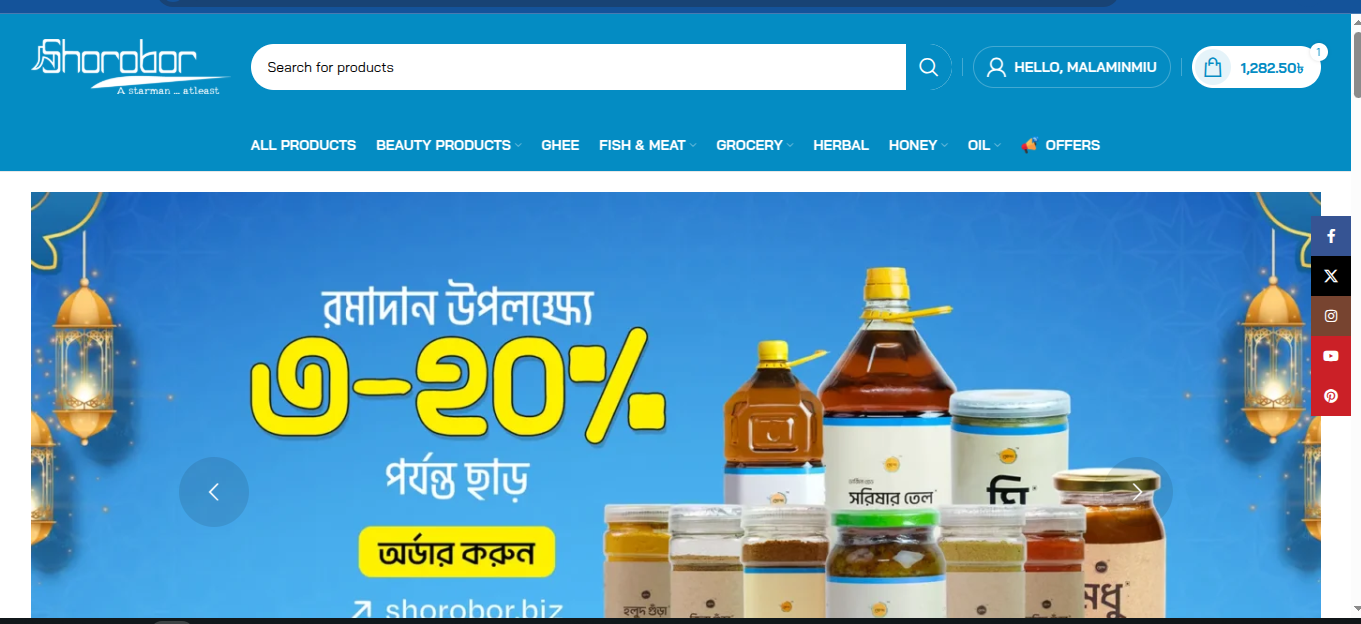 Shorobor
A starman ... atleast
Search for products
HELLO, MALAMINMIU
1,282.50৳
1
ALL PRODUCTS
BEAUTY PRODUCTS
GHEE
FISH & MEAT
GROCERY
HERBAL
HONEY
OIL
OFFERS
রমাদান উপলক্ষ্যে
৩-২০%
পর্যন্ত ছাড়
অর্ডার করুন
shorobor.biz
সরিষার তেল
ঘি
মধু
হলুদ গুঁড়া